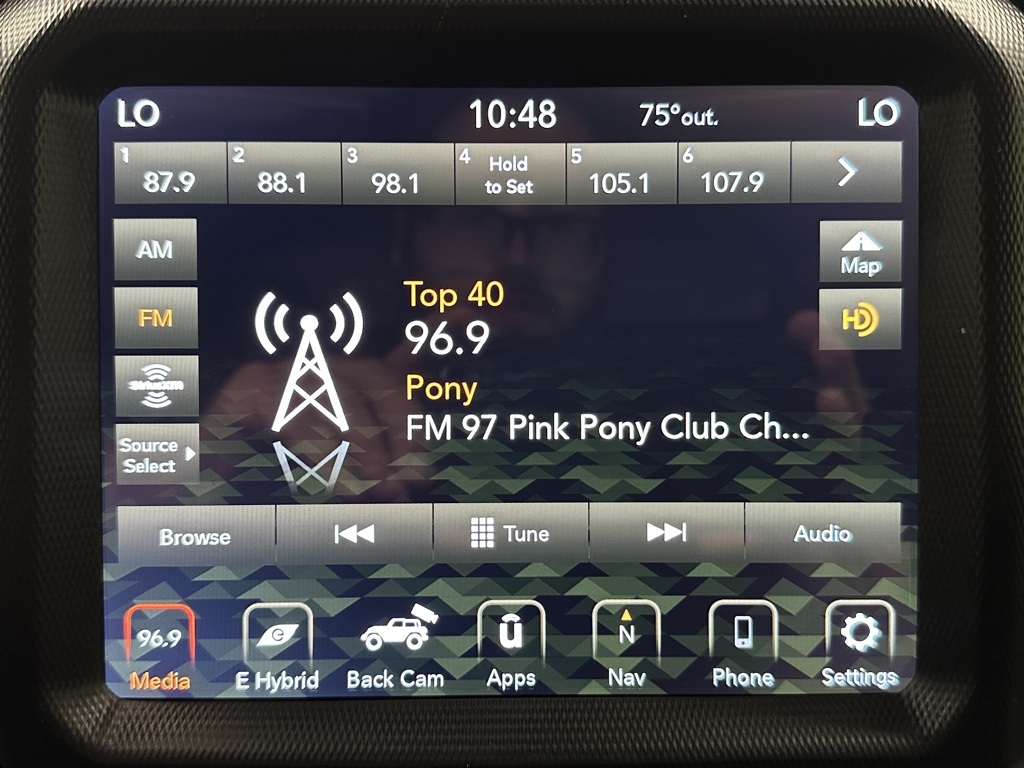 LO 10:48 75°out. LO
1 87.9 2 88.1 3 98.1 4 Hold to Set 5 105.1 6 107.9
AM
FM
SiriusXM
Source
Select
Top 40
96.9
Pony
FM 97 Pink Pony Club Ch...
Map
HD
Browse Tune Audio
96.9 e û N
Media E Hybrid Back Cam Apps Nav Phone Settings